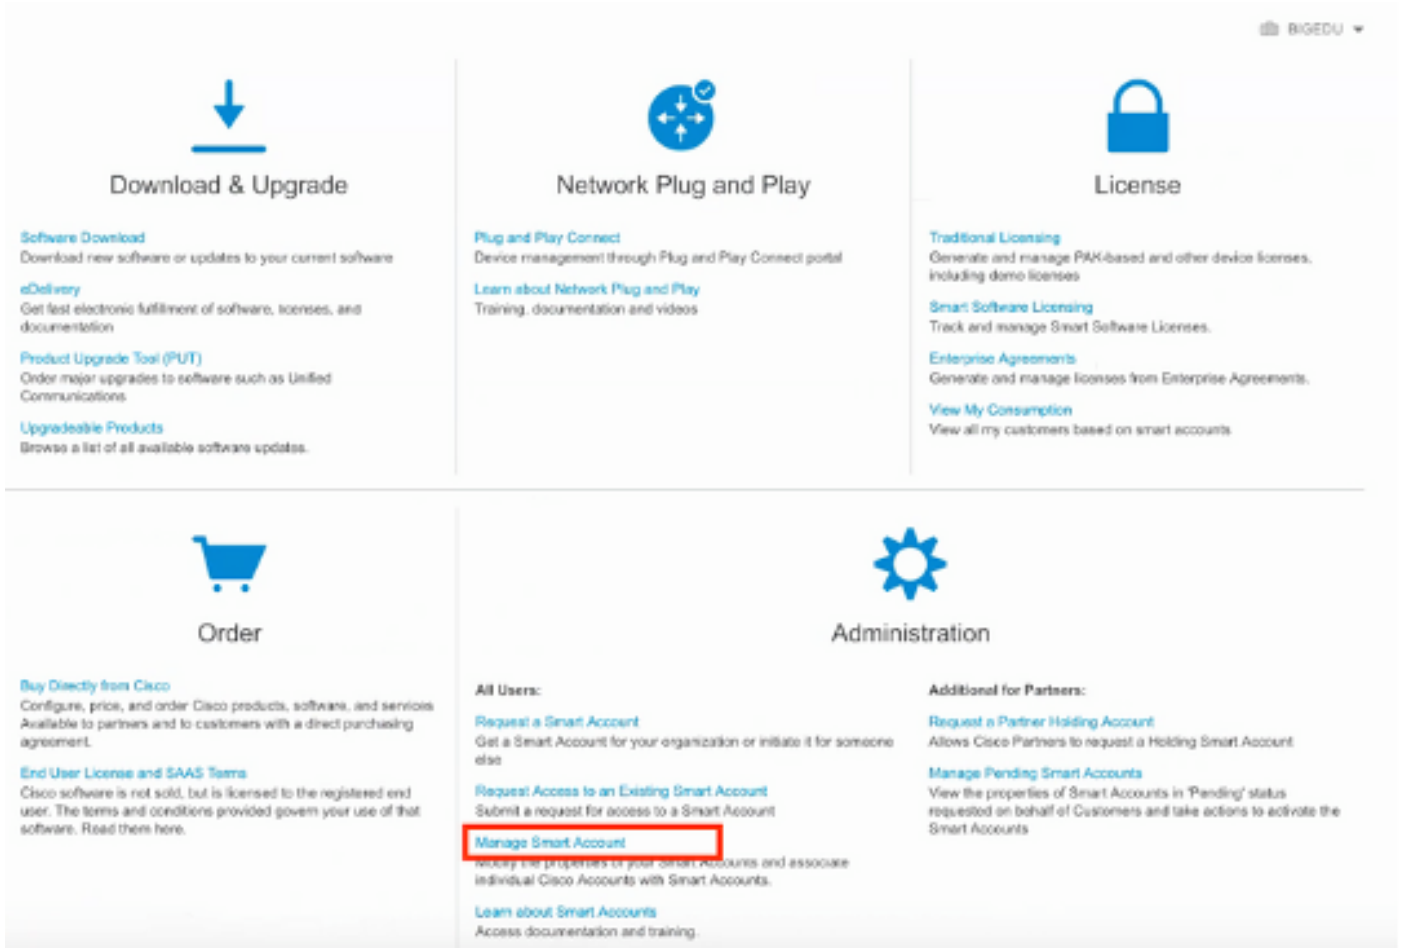 BIGEDU
Download & Upgrade
Software Download
Download new software or updates to your current software
eDelivery
Get fast electronic fulfillment of software, licenses, and
documentation
Product Upgrade Tool (PUT)
Order major upgrades to software such as Unified
Communications
Upgradeable Products
Browse a list of all available software updates.
Network Plug and Play
Plug and Play Connect
Device management through Plug and Play Connect portal
Learn about Network Plug and Play
Training, documentation and videos
License
Traditional Licensing
Generate and manage PAK-based and other device licenses,
including demo licenses
Smart Software Licensing
Track and manage Smart Software Licenses.
Enterprise Agreements
Generate and manage licenses from Enterprise Agreements.
View My Consumption
View all my customers based on smart accounts
Order
Buy Directly from Cisco
Configure, price, and order Cisco products, software, and services
Available to partners and to customers with a direct purchasing
agreement.
End User License and SAAS Terms
Cisco software is not sold, but is licensed to the registered end
user. The terms and conditions provided govern your use of that
software. Read them here.
Administration
All Users:
Request a Smart Account
Get a Smart Account for your organization or initiate it for someone
else
Request Access to an Existing Smart Account
Submit a request for access to a Smart Account
Manage Smart Account
Modify the properties of your Smart Accounts and associate
individual Cisco Accounts with Smart Accounts.
Learn about Smart Accounts
Access documentation and training.
Additional for Partners:
Request a Partner Holding Account
Allows Cisco Partners to request a Holding Smart Account
Manage Pending Smart Accounts
View the properties of Smart Accounts in 'Pending' status
requested on behalf of Customers and take actions to activate the
Smart Accounts